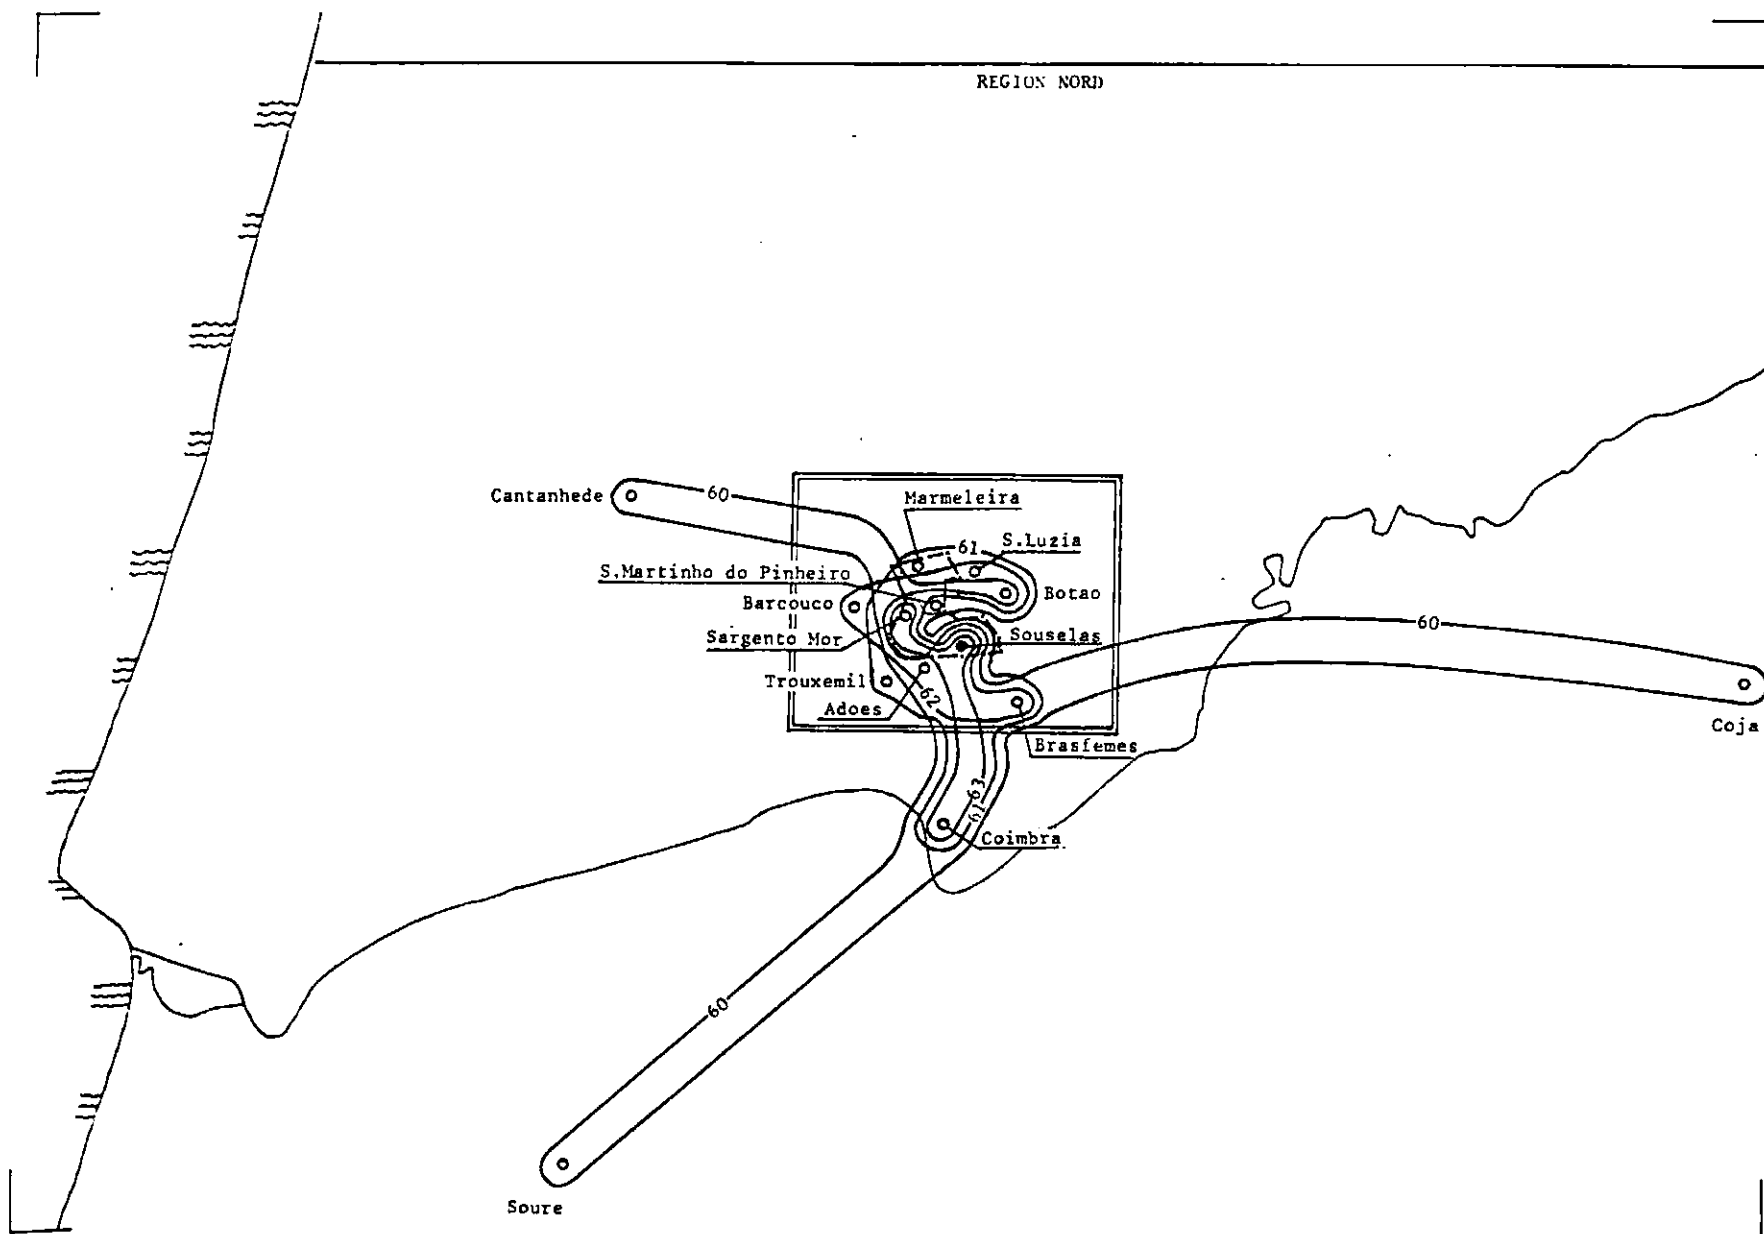 REGION NORD
Cantanhede
60
Marmeleira
61
S.Luzia
S.Martinho do Pinheiro
Barcouco
Botao
Sargento Mor
Souselas
60
Trouxemil
62
Adoes
Coja
Brasfemes
63
61
Coimbra
60
Soure